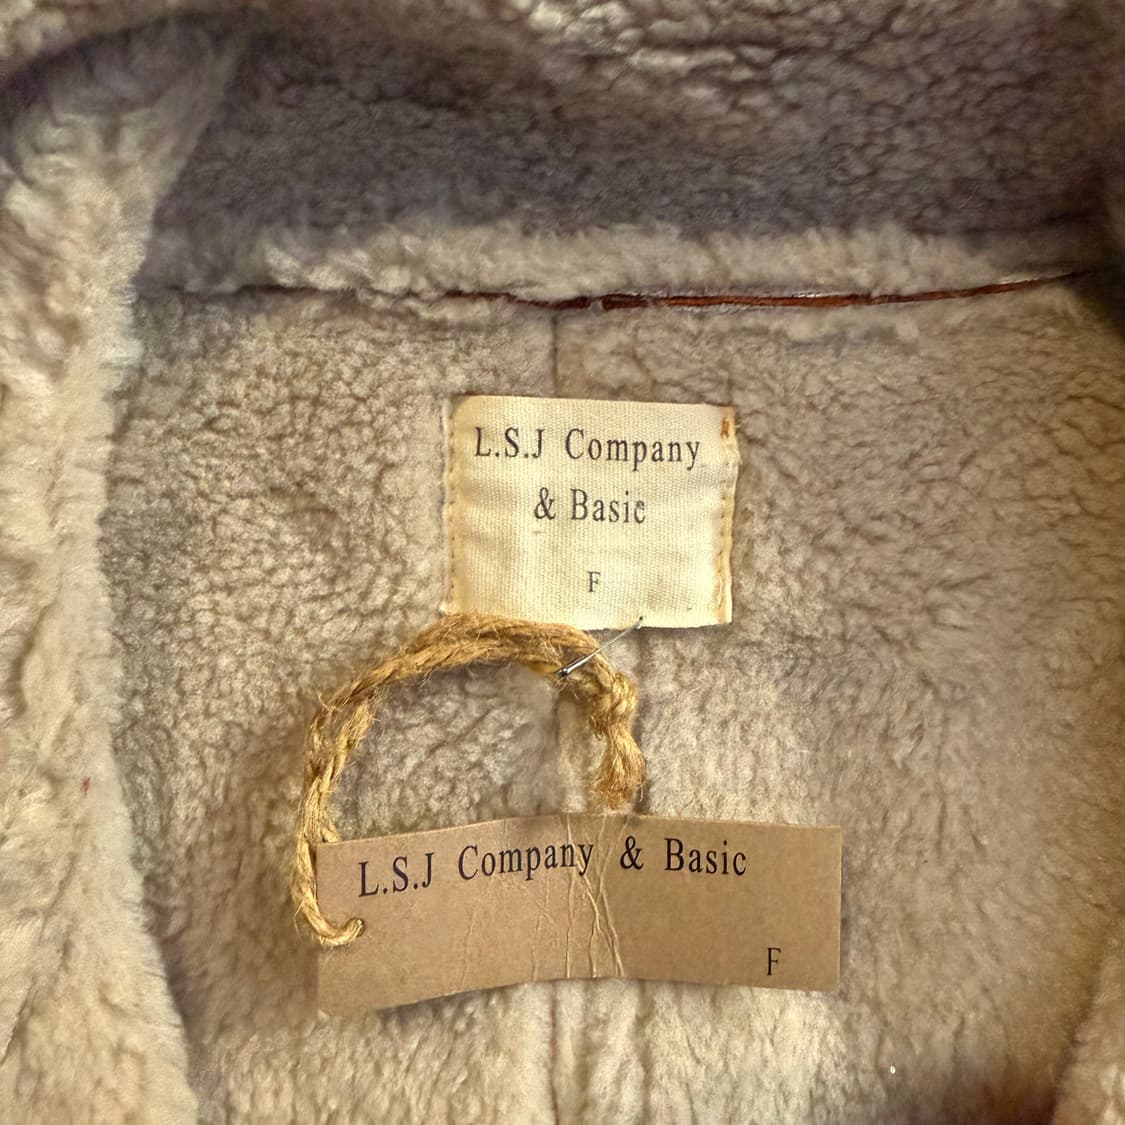 L.S.J Company
& Basic
F
L.S.J Company & Basic
F